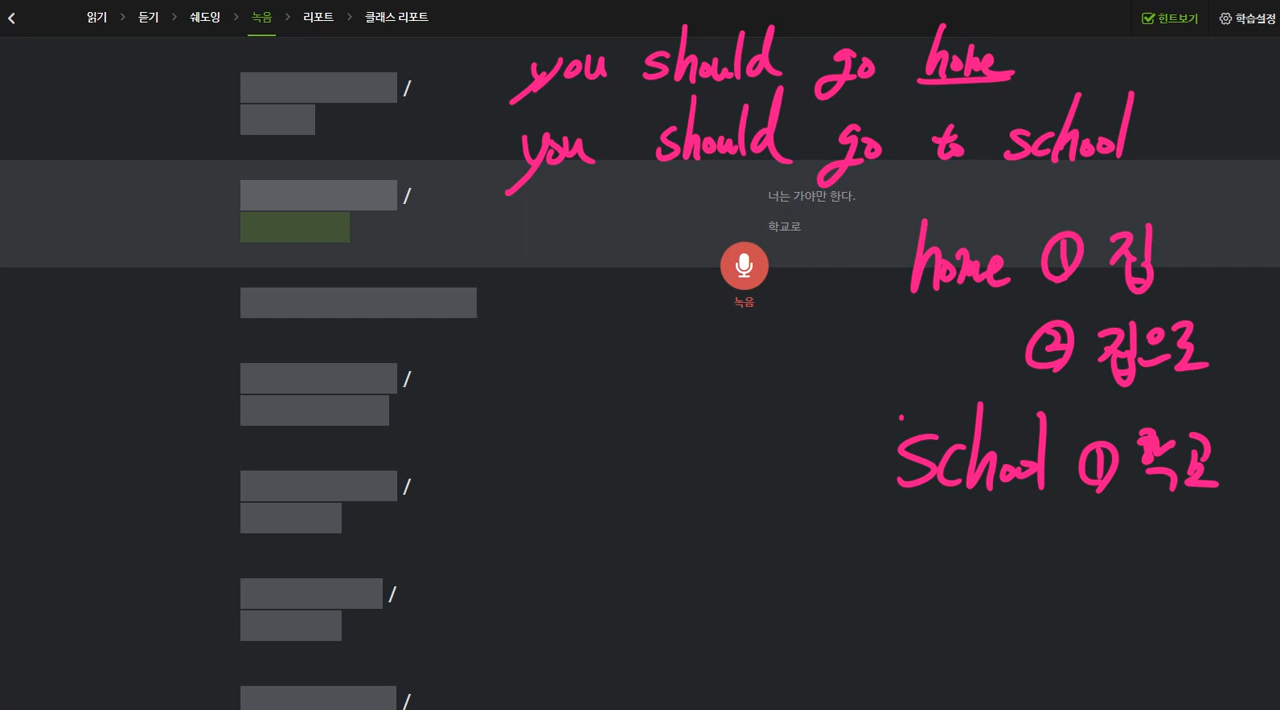 읽기 > 듣기 > 쉐도잉 > 녹음 > 리포트 > 클래스 리포트
힌트보기 학습설정
you should go home
/
you should go to school
/
너는 가야만 한다.
학교로
녹음
home ① 집
② 집으로
/
School ① 학교
/
/
/